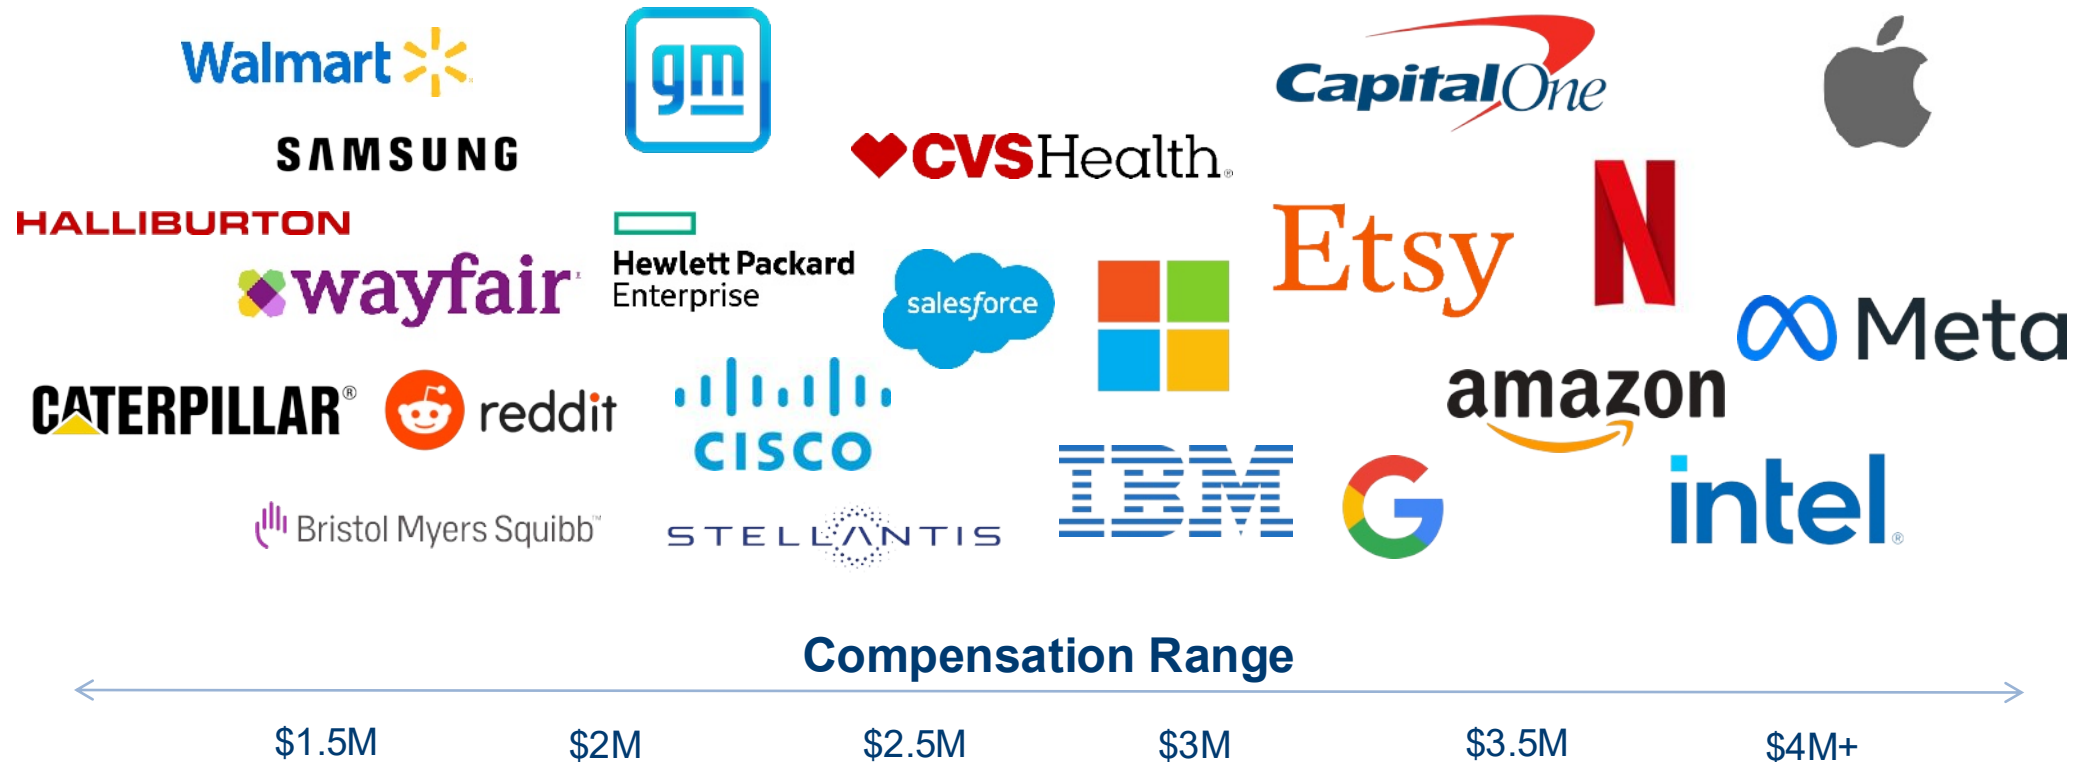 Walmart
gm
CapitalOne
SAMSUNG
CVSHealth®
HALLIBURTON
Etsy
N
wayfair
Hewlett Packard
Enterprise
salesforce
Meta
CATERPILLAR®
reddit
CISCO
amazon
IBM
G
intel®
Bristol Myers Squibb™
STELLANTIS
Compensation Range
$1.5M
$2M
$2.5M
$3M
$3.5M
$4M+